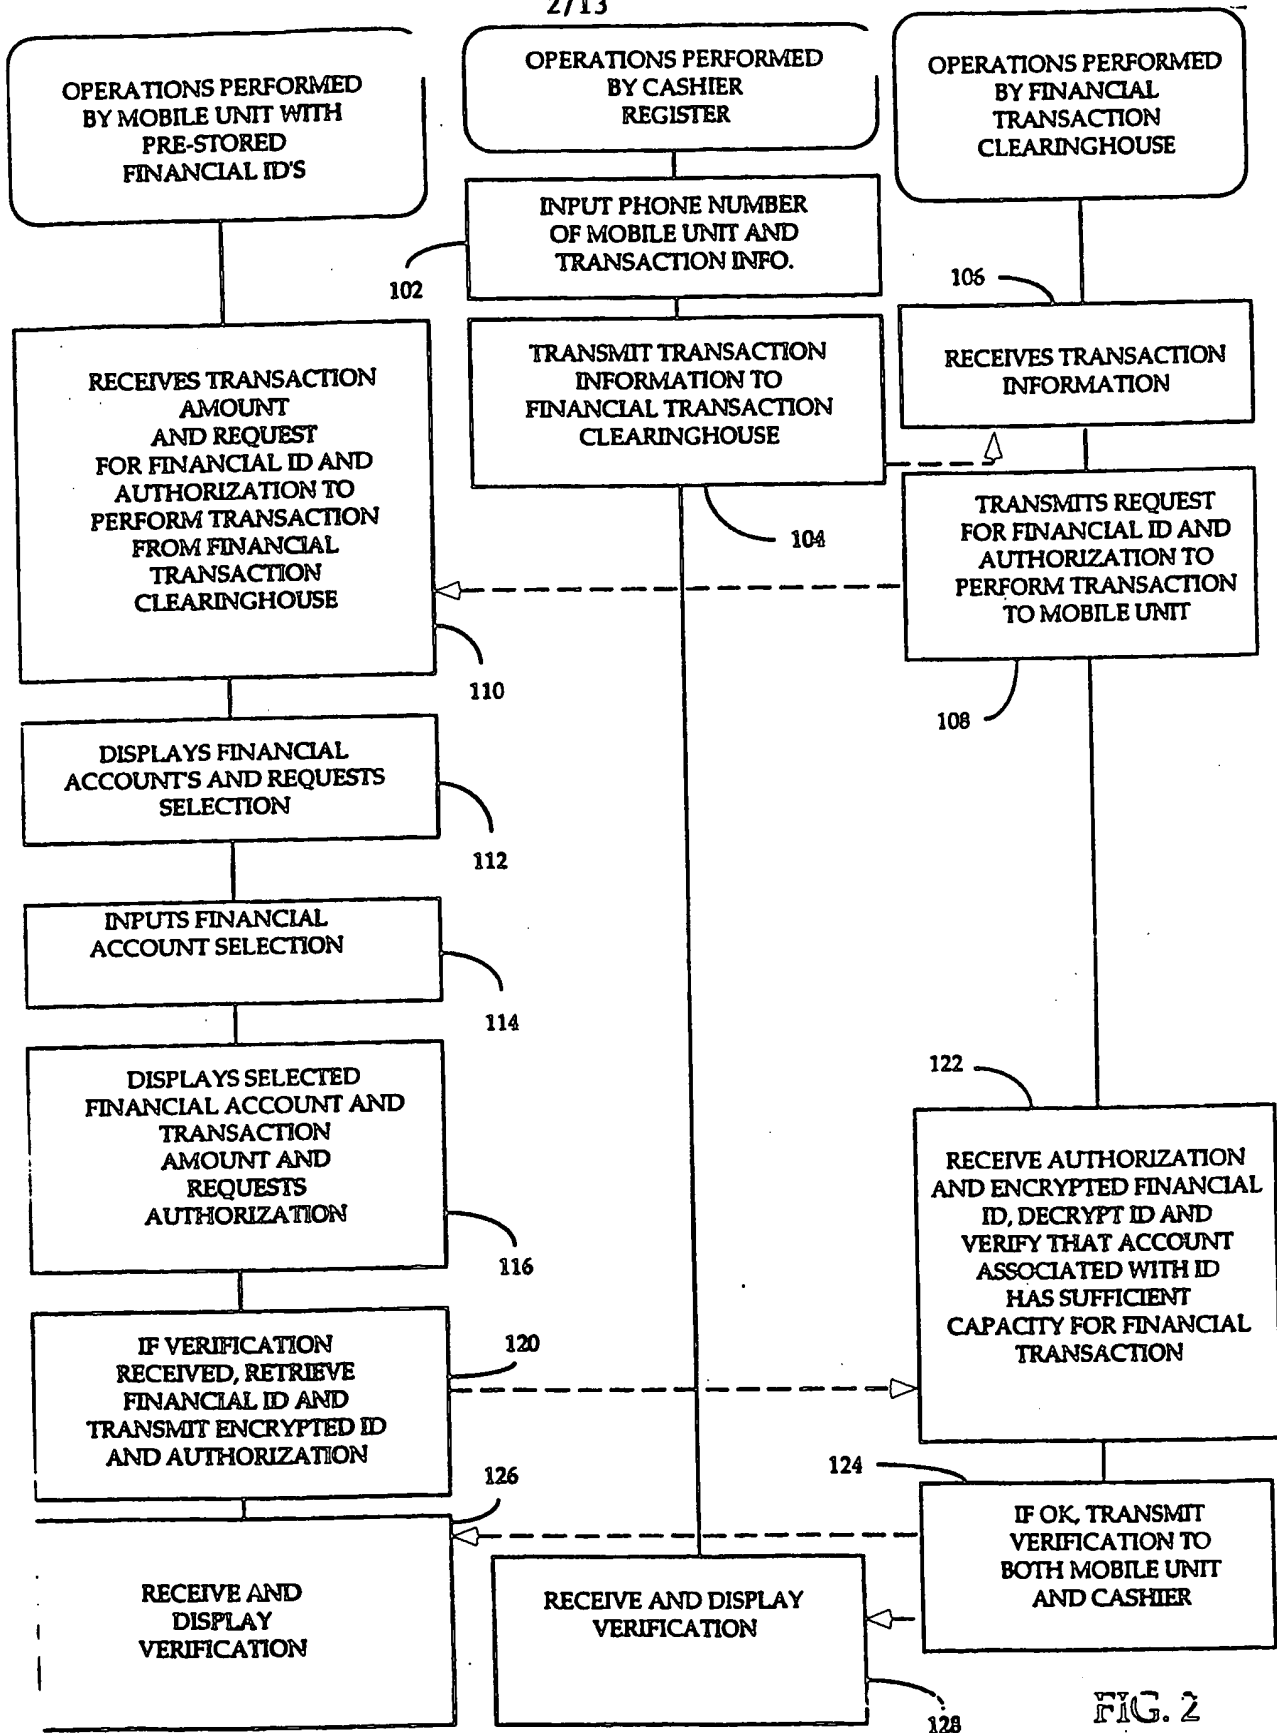 2/13
OPERATIONS PERFORMED
BY MOBILE UNIT WITH
PRE-STORED
FINANCIAL ID'S
OPERATIONS PERFORMED
BY CASHIER
REGISTER
OPERATIONS PERFORMED
BY FINANCIAL
TRANSACTION
CLEARINGHOUSE
INPUT PHONE NUMBER
OF MOBILE UNIT AND
TRANSACTION INFO.
102
106
RECEIVES TRANSACTION
AMOUNT
AND REQUEST
FOR FINANCIAL ID AND
AUTHORIZATION TO
PERFORM TRANSACTION
FROM FINANCIAL
TRANSACTION
CLEARINGHOUSE
TRANSMIT TRANSACTION
INFORMATION TO
FINANCIAL TRANSACTION
CLEARINGHOUSE
RECEIVES TRANSACTION
INFORMATION
104
TRANSMITS REQUEST
FOR FINANCIAL ID AND
AUTHORIZATION TO
PERFORM TRANSACTION
TO MOBILE UNIT
110
108
DISPLAYS FINANCIAL
ACCOUNTS AND REQUESTS
SELECTION
112
INPUTS FINANCIAL
ACCOUNT SELECTION
114
DISPLAYS SELECTED
FINANCIAL ACCOUNT AND
TRANSACTION
AMOUNT AND
REQUESTS
AUTHORIZATION
116
122
RECEIVE AUTHORIZATION
AND ENCRYPTED FINANCIAL
ID, DECRYPT ID AND
VERIFY THAT ACCOUNT
ASSOCIATED WITH ID
HAS SUFFICIENT
CAPACITY FOR FINANCIAL
TRANSACTION
IF VERIFICATION
RECEIVED, RETRIEVE
FINANCIAL ID AND
TRANSMIT ENCRYPTED ID
AND AUTHORIZATION
120
126
124
IF OK, TRANSMIT
VERIFICATION TO
BOTH MOBILE UNIT
AND CASHIER
RECEIVE AND
DISPLAY
VERIFICATION
RECEIVE AND DISPLAY
VERIFICATION
128
FIG. 2